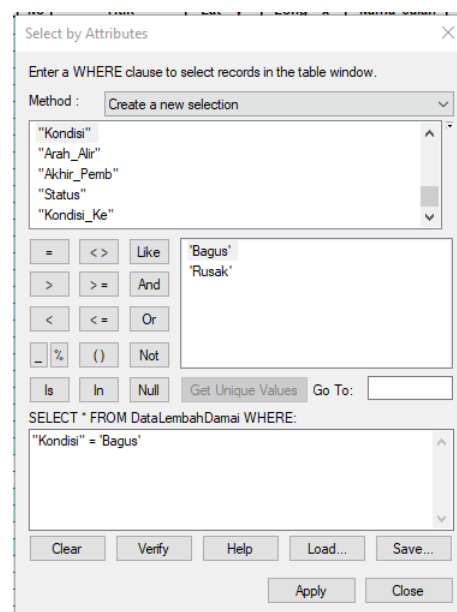 Select by Attributes
Enter a WHERE clause to select records in the table window.
Method : Create a new selection
"Kondisi"
"Arah_Alir"
"Akhir_Pemb"
"Status"
"Kondisi_Ke"
= < > Like 'Bagus'
> > = And 'Rusak'
< < = Or
_ % () Not
Is In Null Get Unique Values Go To:
SELECT * FROM DataLembahDamai WHERE:
"Kondisi" = 'Bagus'
Clear Verify Help Load... Save...
Apply Close